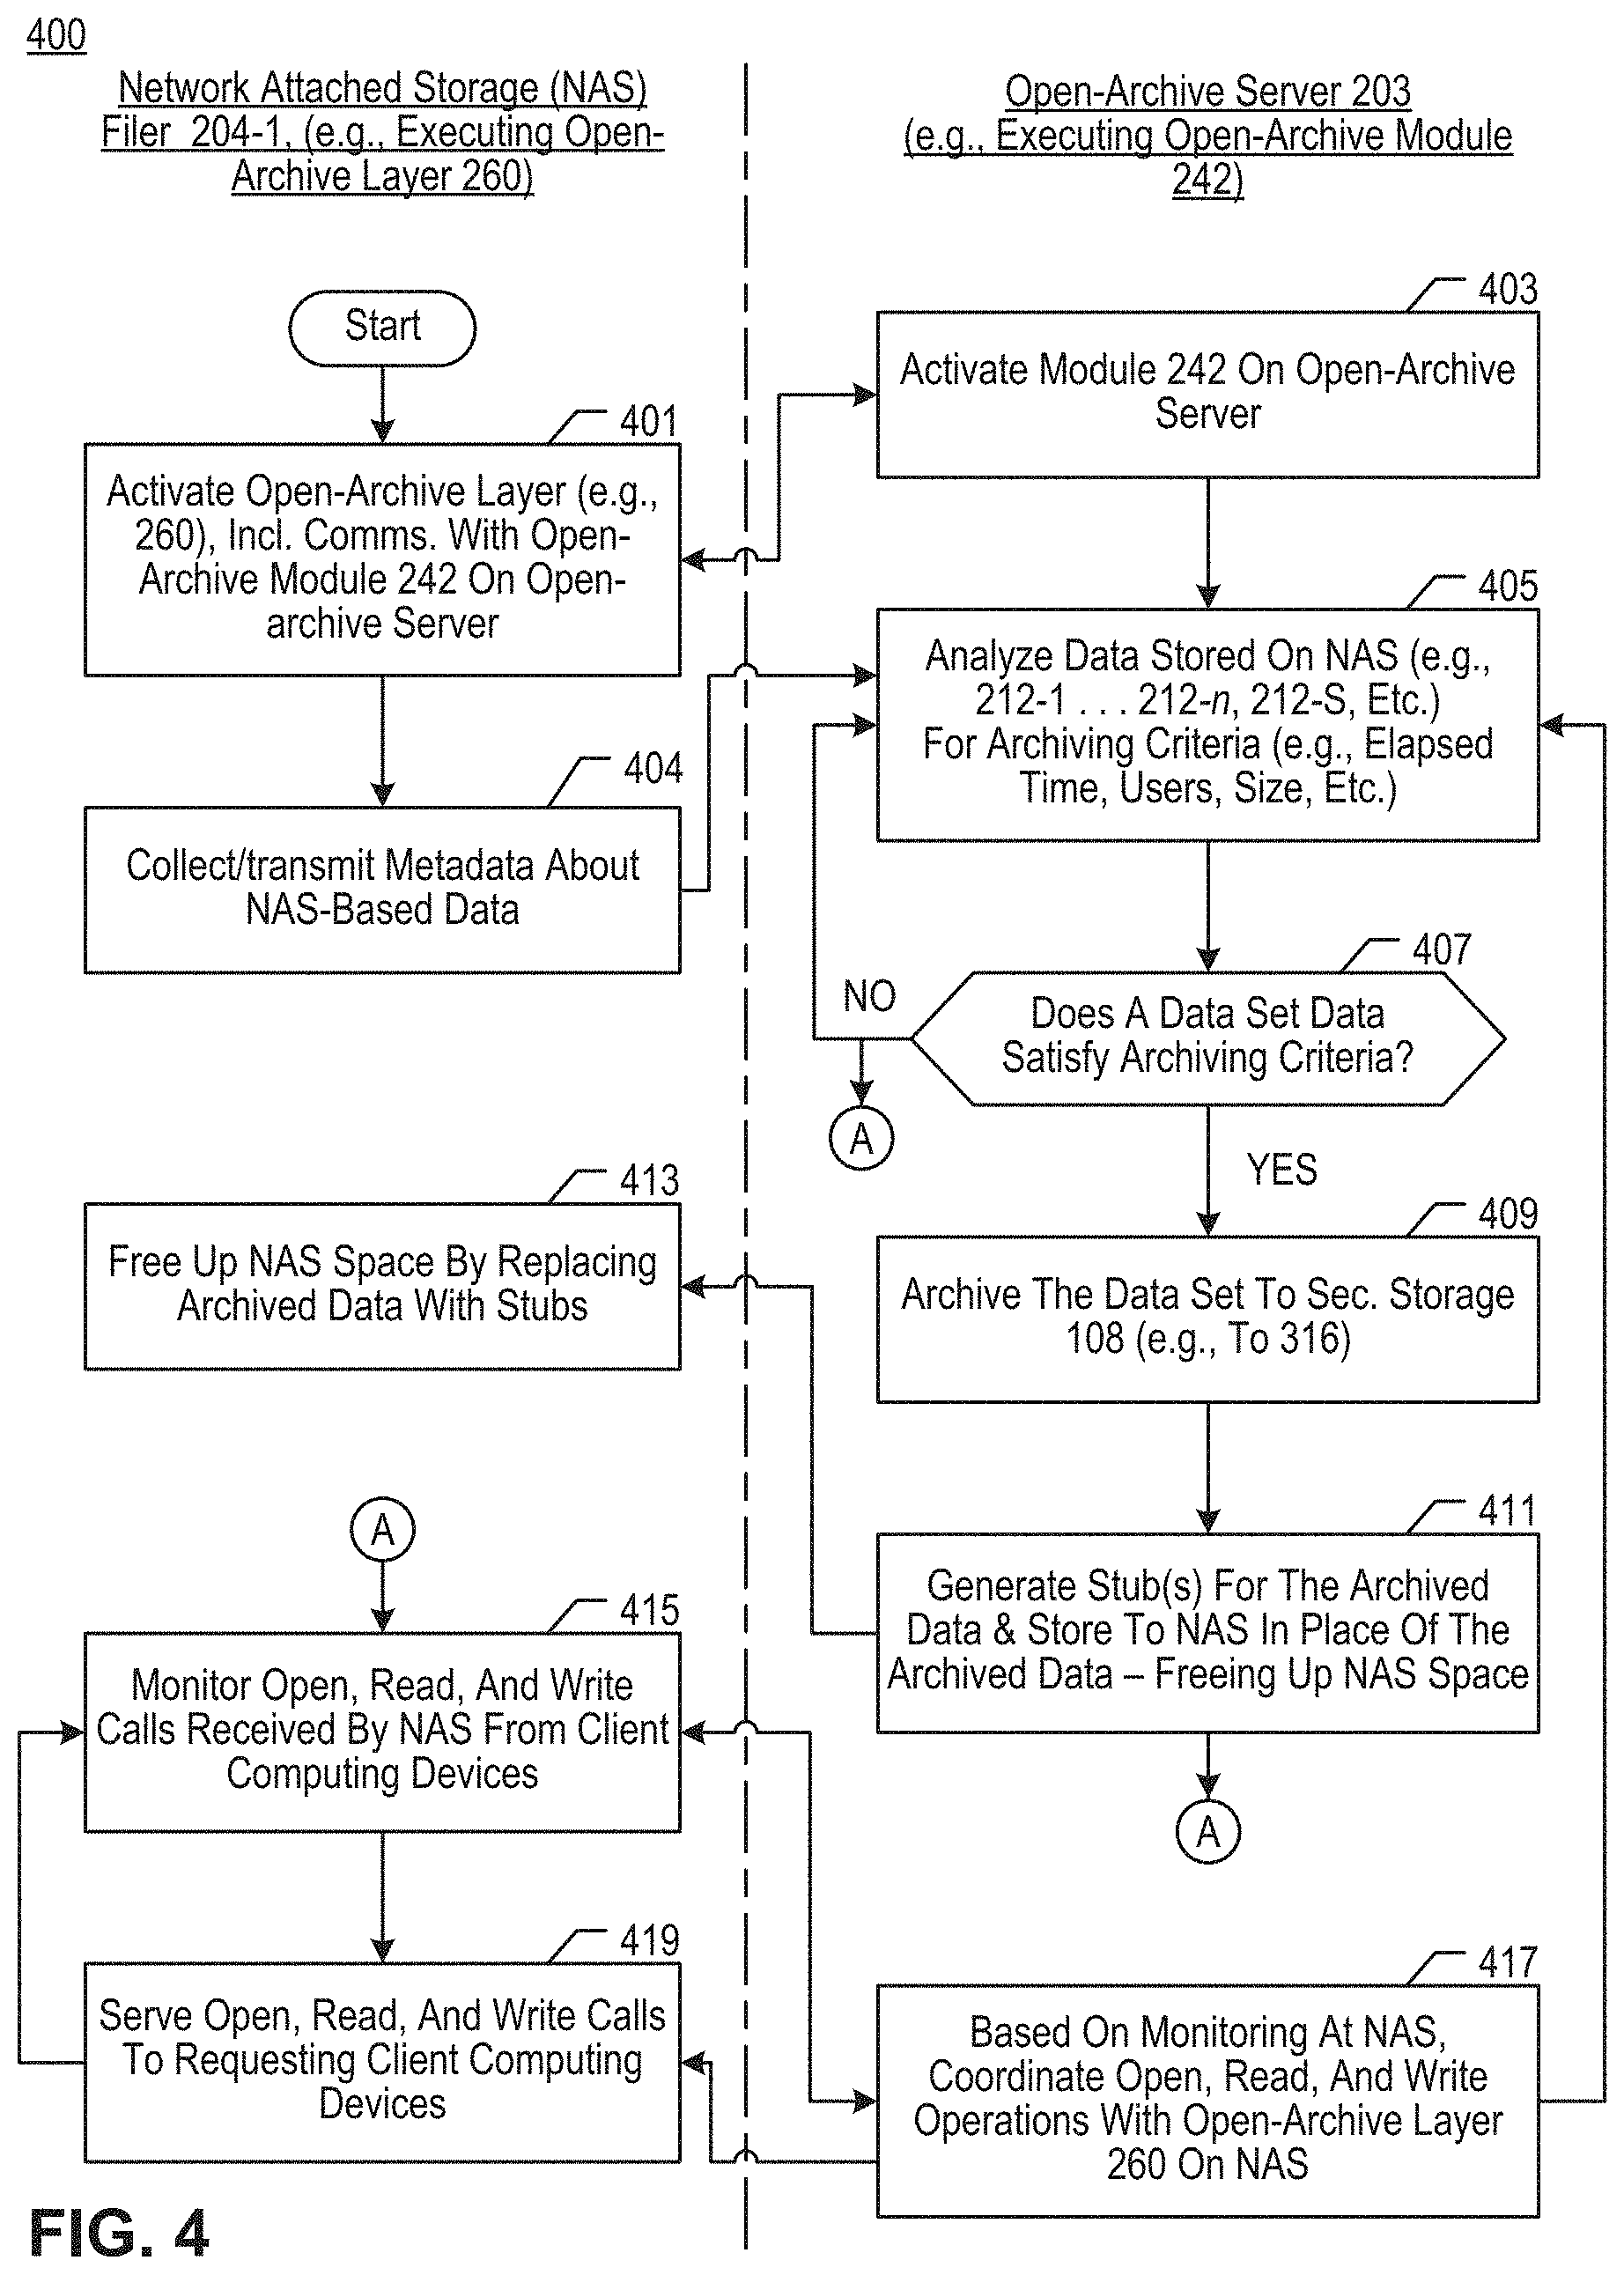 400
Network Attached Storage (NAS)
Filer 204-1, (e.g., Executing Open-
Archive Layer 260)
Open-Archive Server 203
(e.g., Executing Open-Archive Module
242)
Start
403
Activate Module 242 On Open-Archive
Server
401
Activate Open-Archive Layer (e.g.,
260), Incl. Comms. With Open-
Archive Module 242 On Open-
archive Server
405
Analyze Data Stored On NAS (e.g.,
212-1 . . . 212-n, 212-S, Etc.)
For Archiving Criteria (e.g., Elapsed
Time, Users, Size, Etc.)
404
Collect/transmit Metadata About
NAS-Based Data
407
Does A Data Set Data
Satisfy Archiving Criteria?
NO
A
YES
413
Free Up NAS Space By Replacing
Archived Data With Stubs
409
Archive The Data Set To Sec. Storage
108 (e.g., To 316)
411
Generate Stub(s) For The Archived
Data & Store To NAS In Place Of The
Archived Data – Freeing Up NAS Space
A
A
415
Monitor Open, Read, And Write
Calls Received By NAS From Client
Computing Devices
419
Serve Open, Read, And Write Calls
To Requesting Client Computing
Devices
417
Based On Monitoring At NAS,
Coordinate Open, Read, And Write
Operations With Open-Archive Layer
260 On NAS
FIG. 4